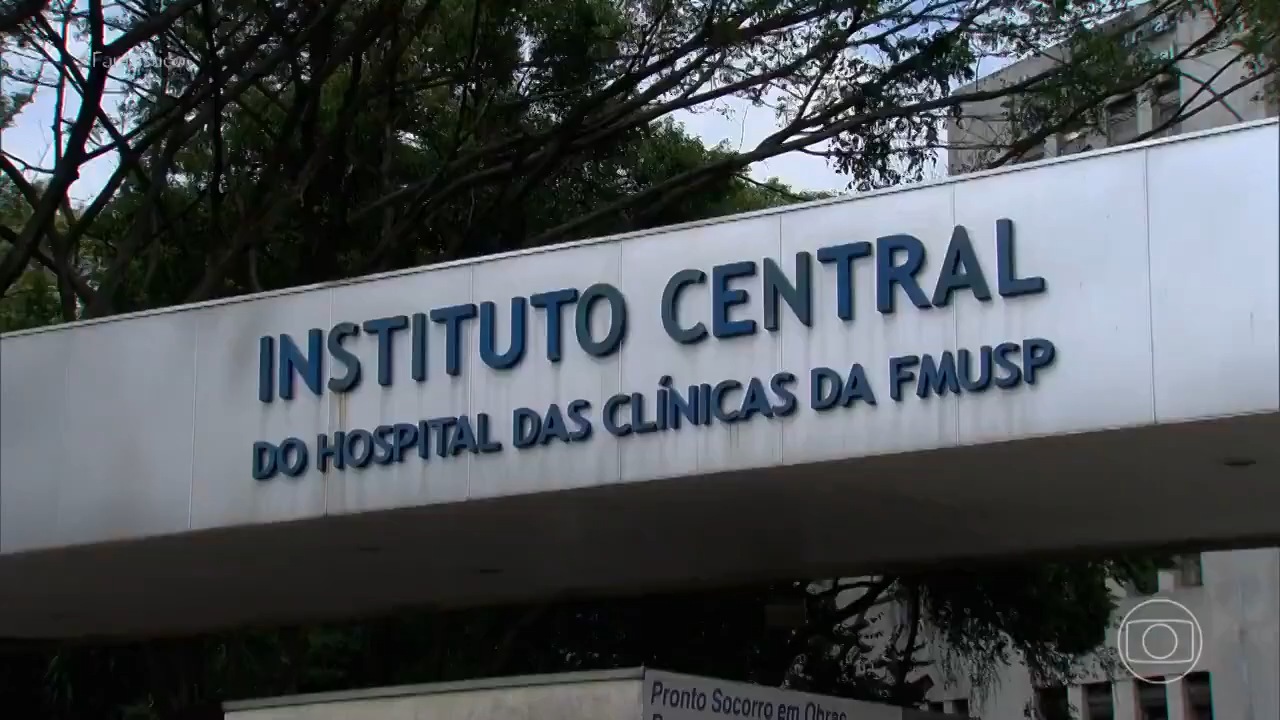 INSTITUTO CENTRAL
DO HOSPITAL DAS CLÍNICAS DA FMUSP
Pronto Socorro em Obras